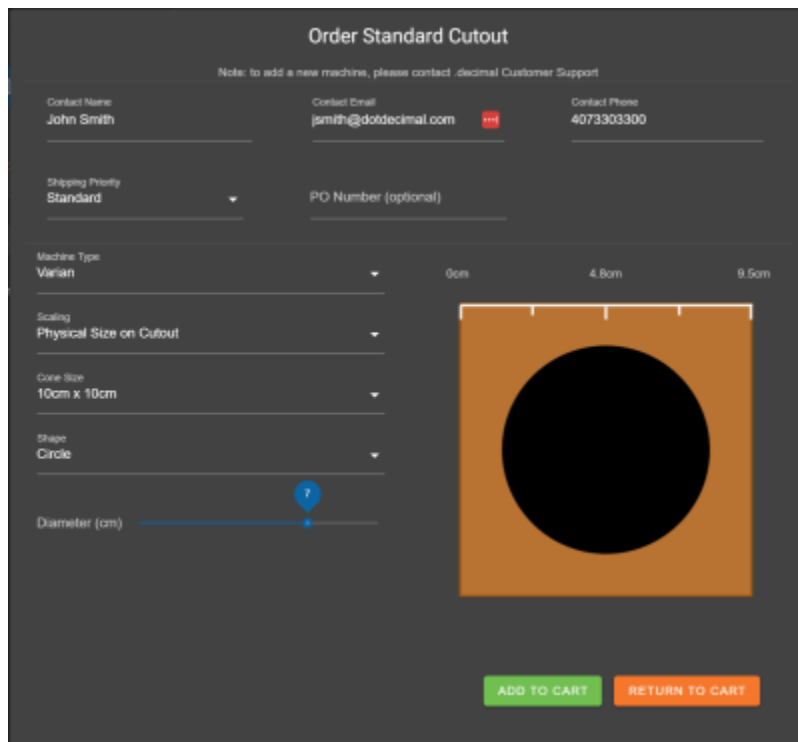 Order Standard Cutout
Note: to add a new machine, please contact .decimal Customer Support
Contact Name
John Smith
Contact Email
jsmith@dotdecimal.com
Contact Phone
4073303300
Shipping Priority
Standard
PO Number (optional)
Machine Type
Varian
Scaling
Physical Size on Cutout
Cone Size
10cm x 10cm
Shape
Circle
7
Diameter (cm)
0cm 4.8cm 9.5cm
ADD TO CART RETURN TO CART